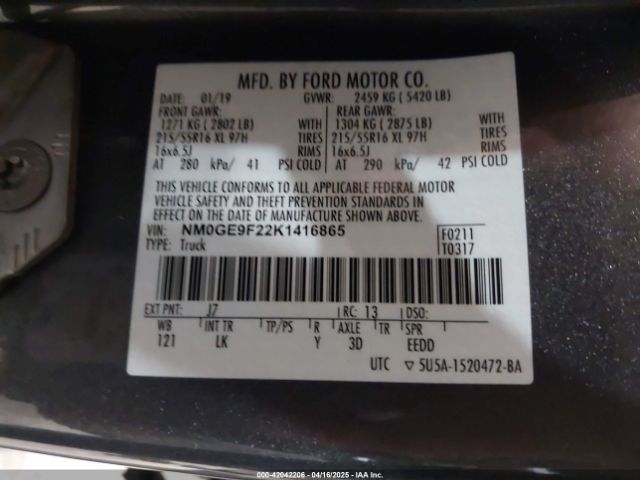 MFD. BY FORD MOTOR CO.
DATE: 01/19 GVWR: 2459 KG ( 5420 LB)
FRONT GAWR: REAR GAWR:
1271 KG ( 2802 LB) WITH 1304 KG ( 2875 LB) WITH
215/55R16 XL 97H TIRES 215/55R16 XL 97H TIRES
16x6.5J RIMS 16x6.5J RIMS
AT 280 kPa/ 41 PSI COLD AT 290 kPa/ 42 PSI COLD
THIS VEHICLE CONFORMS TO ALL APPLICABLE FEDERAL MOTOR
VEHICLE SAFETY AND THEFT PREVENTION STANDARDS IN
EFFECT ON THE DATE OF MANUFACTURE SHOWN ABOVE.
VIN: NM0GE9F22K1416865 F0211
TYPE: Truck T0317
EXT PNT: J7 RC: 13 DSO:
WB INT TR TP/PS R AXLE TR SPR
121 LK Y 3D EEDD
UTC ▽ 5U5A-1520472-BA
(-42042206 - 04/16/2025 - IAA Inc.)